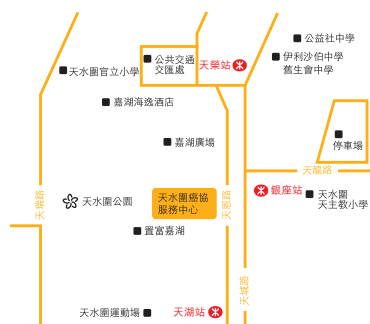 公益社中學
伊利沙伯中學
舊生會中學
公共交通
交匯處
天榮站
天水圍官立小學
嘉湖海逸酒店
停車場
嘉湖廣場
天龍路
銀座站
天水圍
天主教小學
天瑞路
天水圍公園
天水圍癌協
服務中心
天恩路
置富嘉湖
天城路
天水圍運動場
天湖站